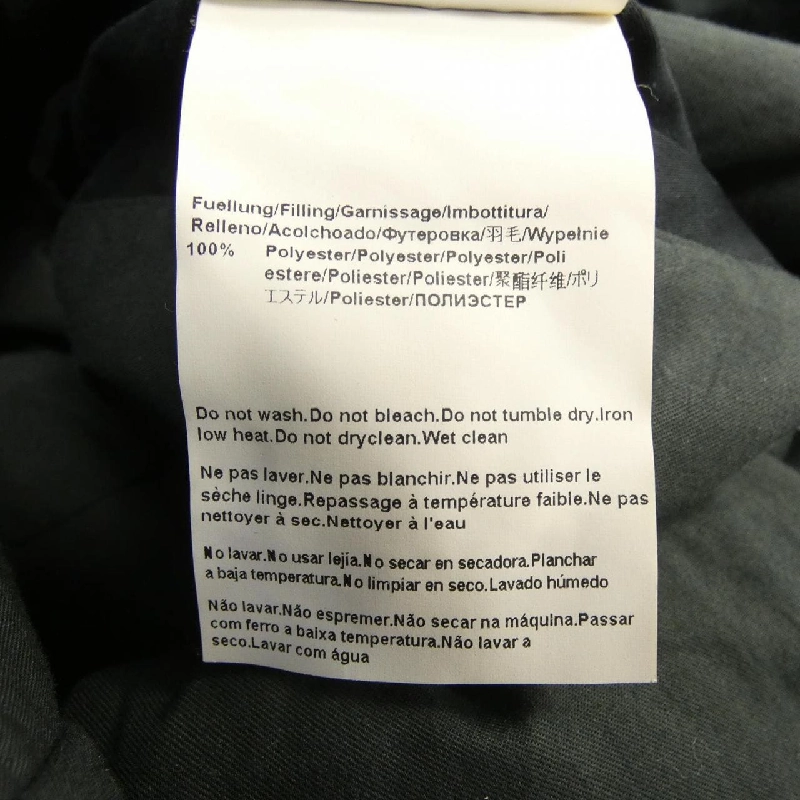 Fuellung/Filling/Garnissage/Imbottitura/
Relleno/Acolchoado/Футеровка/羽毛/Wypełnie
100% Polyester/Polyester/Polyester/Poli
estere/Poliester/Poliester/聚酯纤维/ポリ
エステル/Poliester/ПОЛИЭСТЕР
Do not wash.Do not bleach.Do not tumble dry.Iron
low heat.Do not dryclean.Wet clean
Ne pas laver.Ne pas blanchir.Ne pas utiliser le
sèche linge.Repassage à température faible.Ne pas
nettoyer à sec.Nettoyer à l'eau
No lavar.No usar lejía.No secar en secadora.Planchar
a baja temperatura.No limpiar en seco.Lavado húmedo
Não lavar.Não espremer.Não secar na máquina.Passar
com ferro a baixa temperatura.Não lavar a
seco.Lavar com água